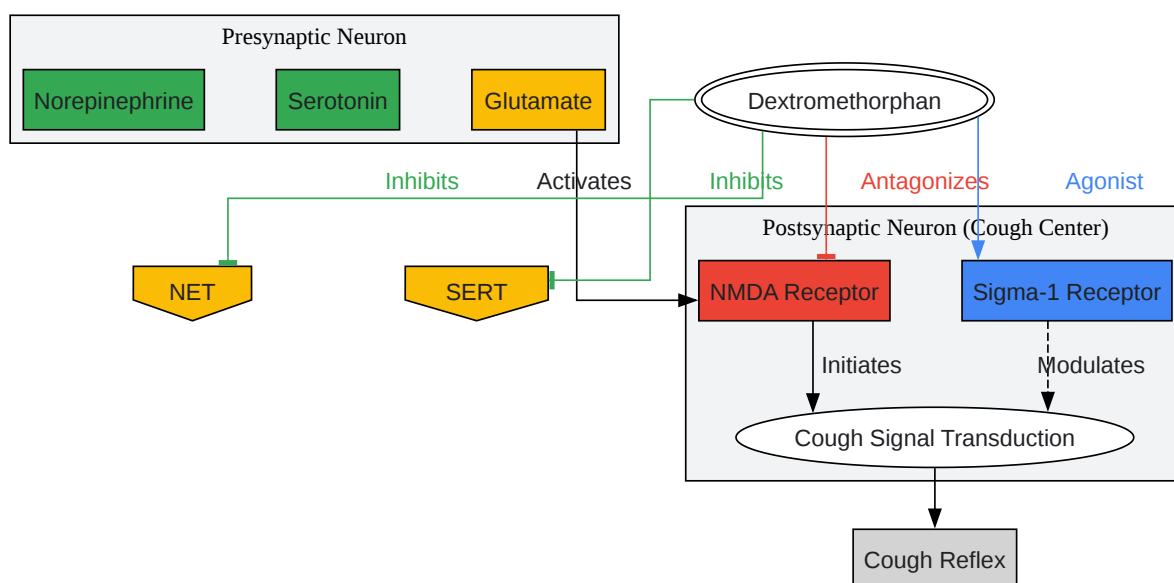 Presynaptic Neuron
Norepinephrine
Serotonin
Glutamate
Dextromethorphan
Inhibits
Activates
Inhibits
Antagonizes
Agonist
Postsynaptic Neuron (Cough Center)
NET
SERT
NMDA Receptor
Sigma-1 Receptor
Initiates
Modulates
Cough Signal Transduction
Cough Reflex